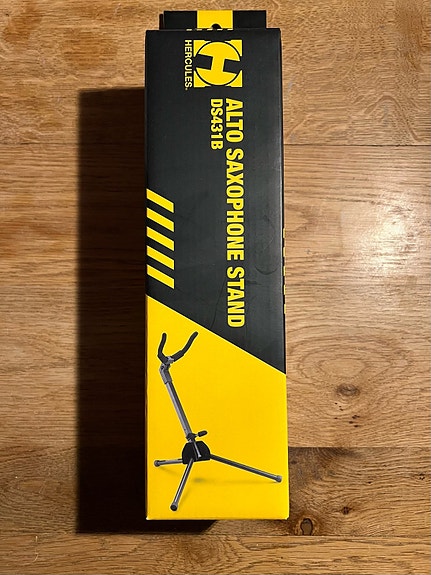 HERCULES.
ALTO SAXOPHONE STAND
DS431B